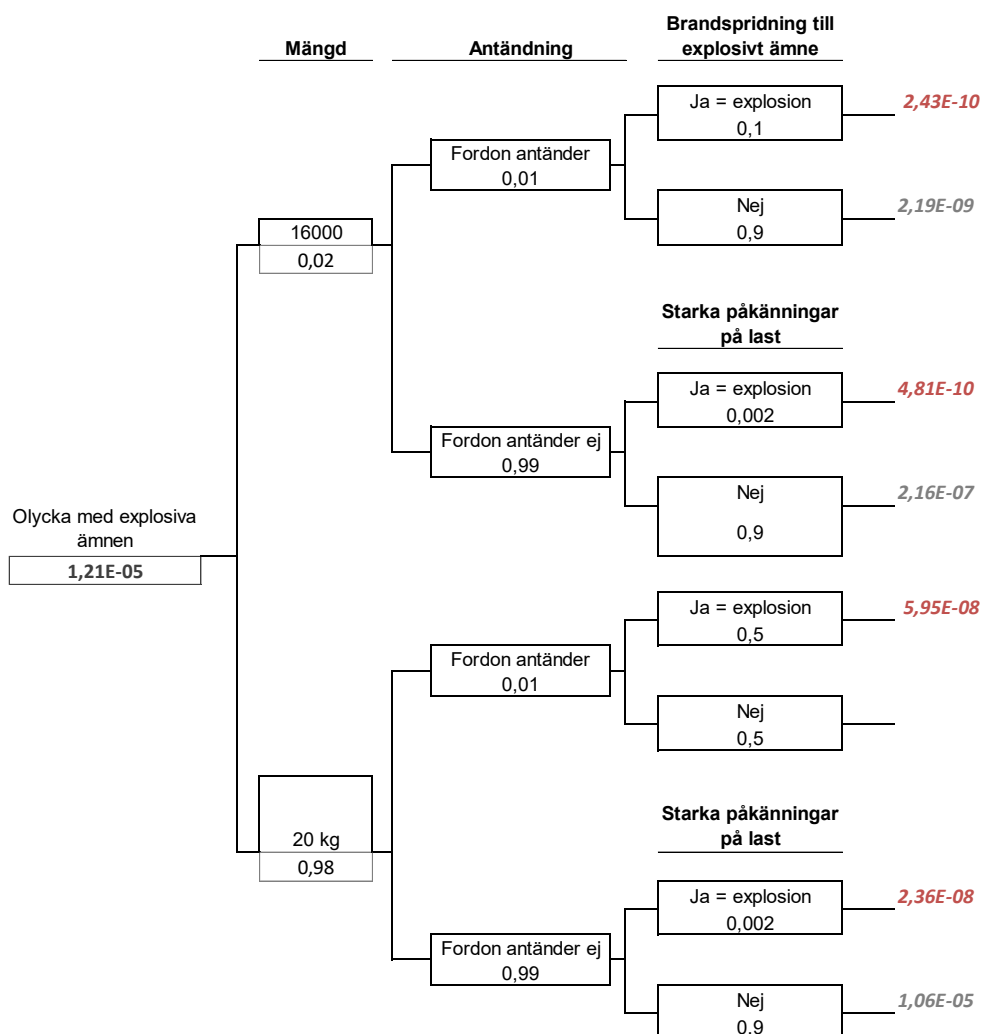 Mängd
Antändning
Brandspridning till
explosivt ämne
Ja = explosion
0,1
2,43E-10
Fordon antänder
0,01
Nej
0,9
2,19E-09
16000
0,02
Starka påkänningar
på last
Ja = explosion
0,002
4,81E-10
Fordon antänder ej
0,99
Nej
0,9
2,16E-07
Olycka med explosiva
ämnen
1,21E-05
Ja = explosion
0,5
5,95E-08
Fordon antänder
0,01
Nej
0,5
20 kg
0,98
Starka påkänningar
på last
Ja = explosion
0,002
2,36E-08
Fordon antänder ej
0,99
Nej
0,9
1,06E-05